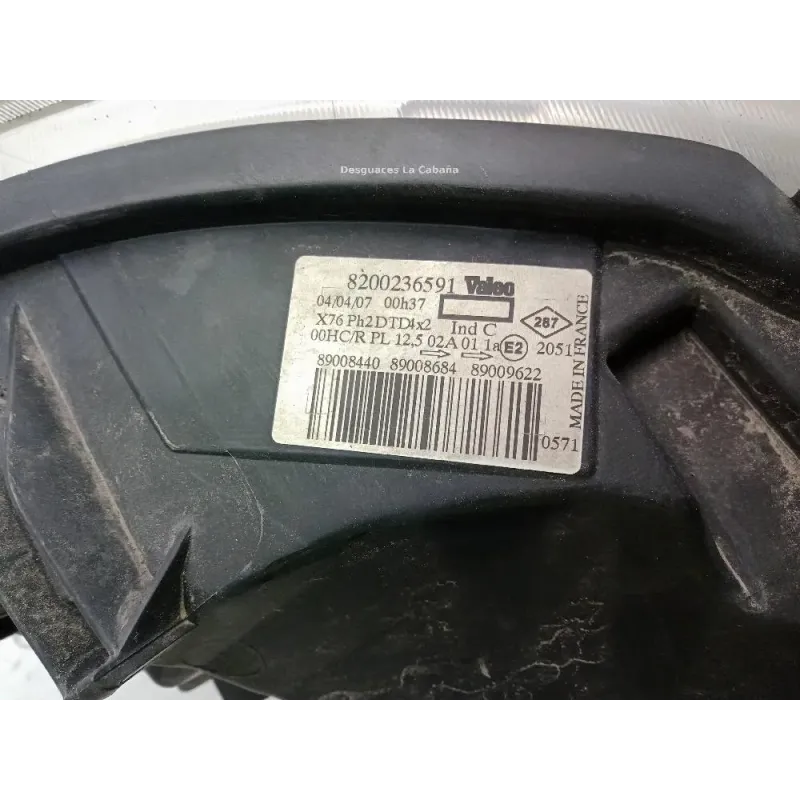 Desguaces La Cabaña
8200236591 Valeo
04/04/07 00h37
X76 Ph2 DTD4x2 Ind C 287
00HC/R PL 12,5 02A 01 1a E2 2051
89008440 89008684 89009622
0571
MADE IN FRANCE